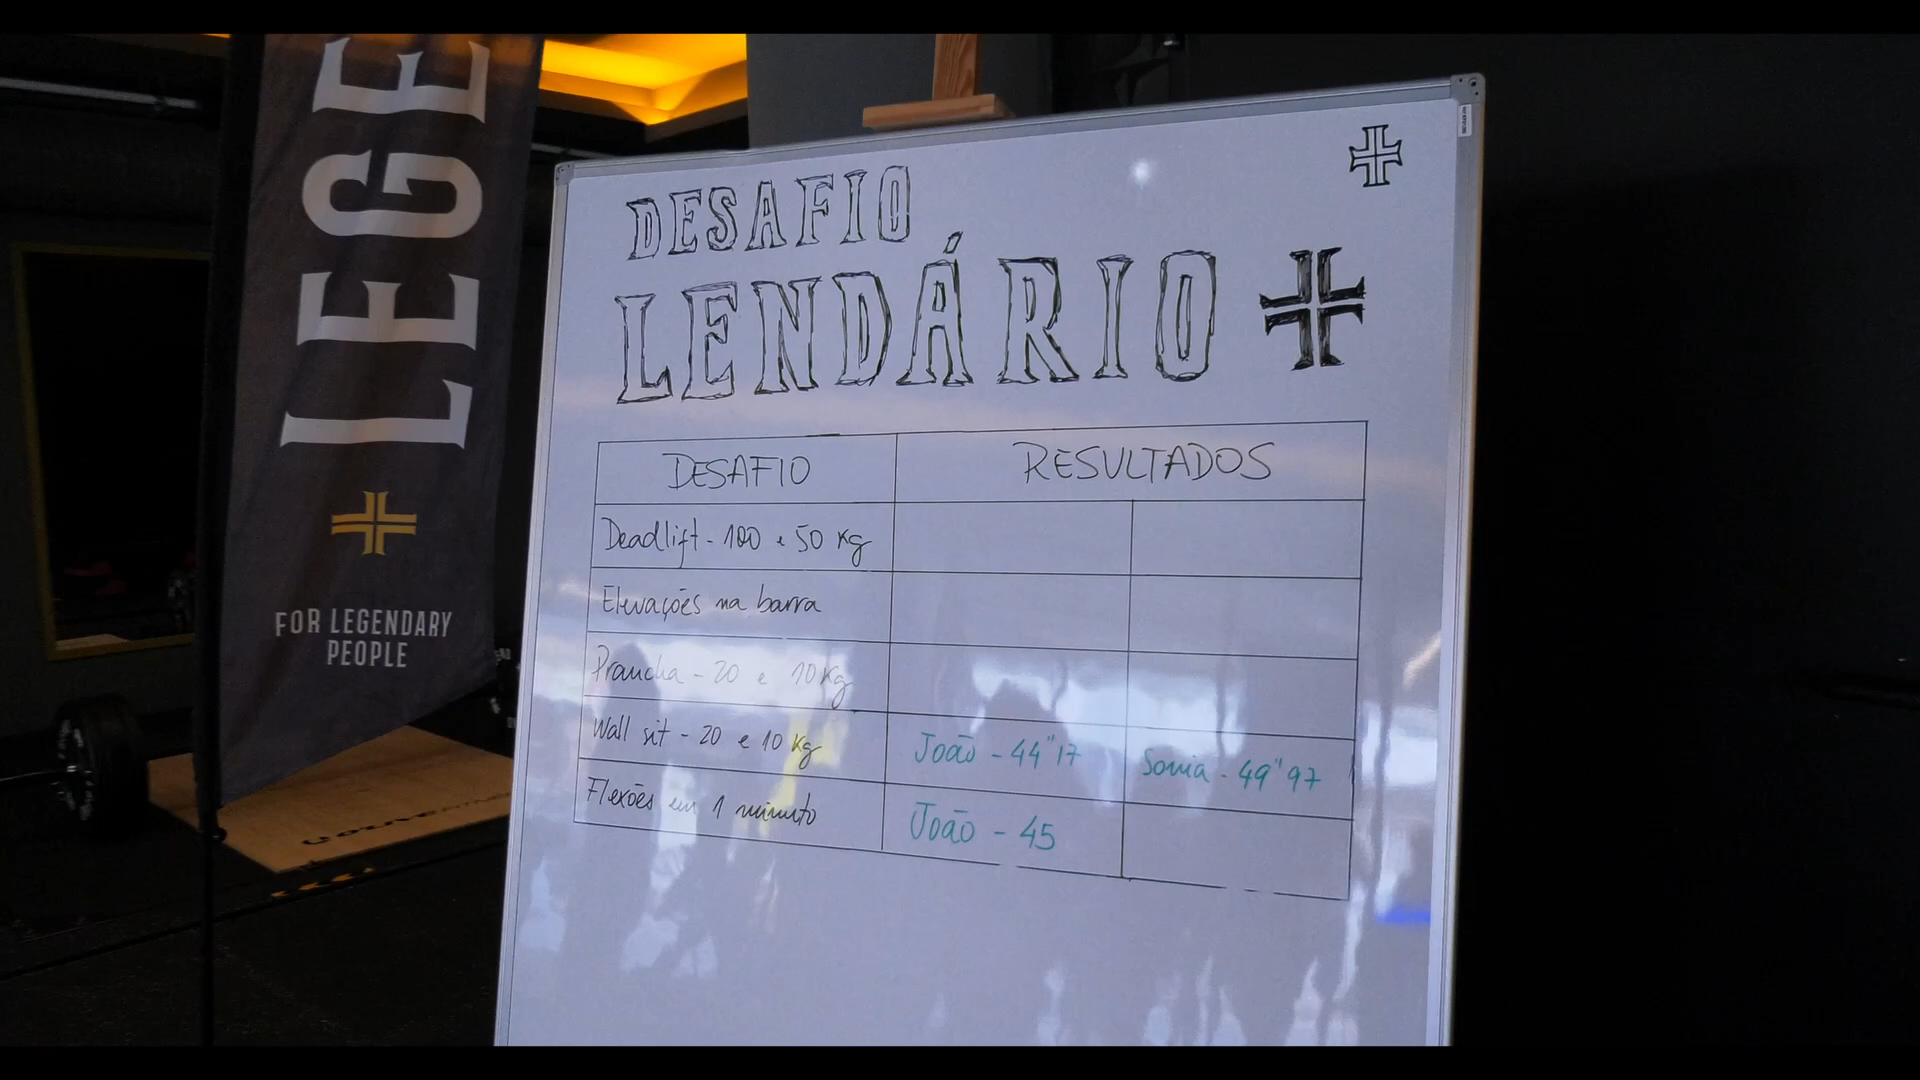 LEGE
FOR LEGENDARY
PEOPLE
DESAFIO
LENDÁRIO
DESAFIO RESULTADOS
Deadlift - 100 e 50 Kg
Elevações na barra
Prancha - 20 e 10 Kg
Wall sit - 20 e 10 Kg João - 44"17 Sonia - 49"97
Flexões em 1 minuto João - 45